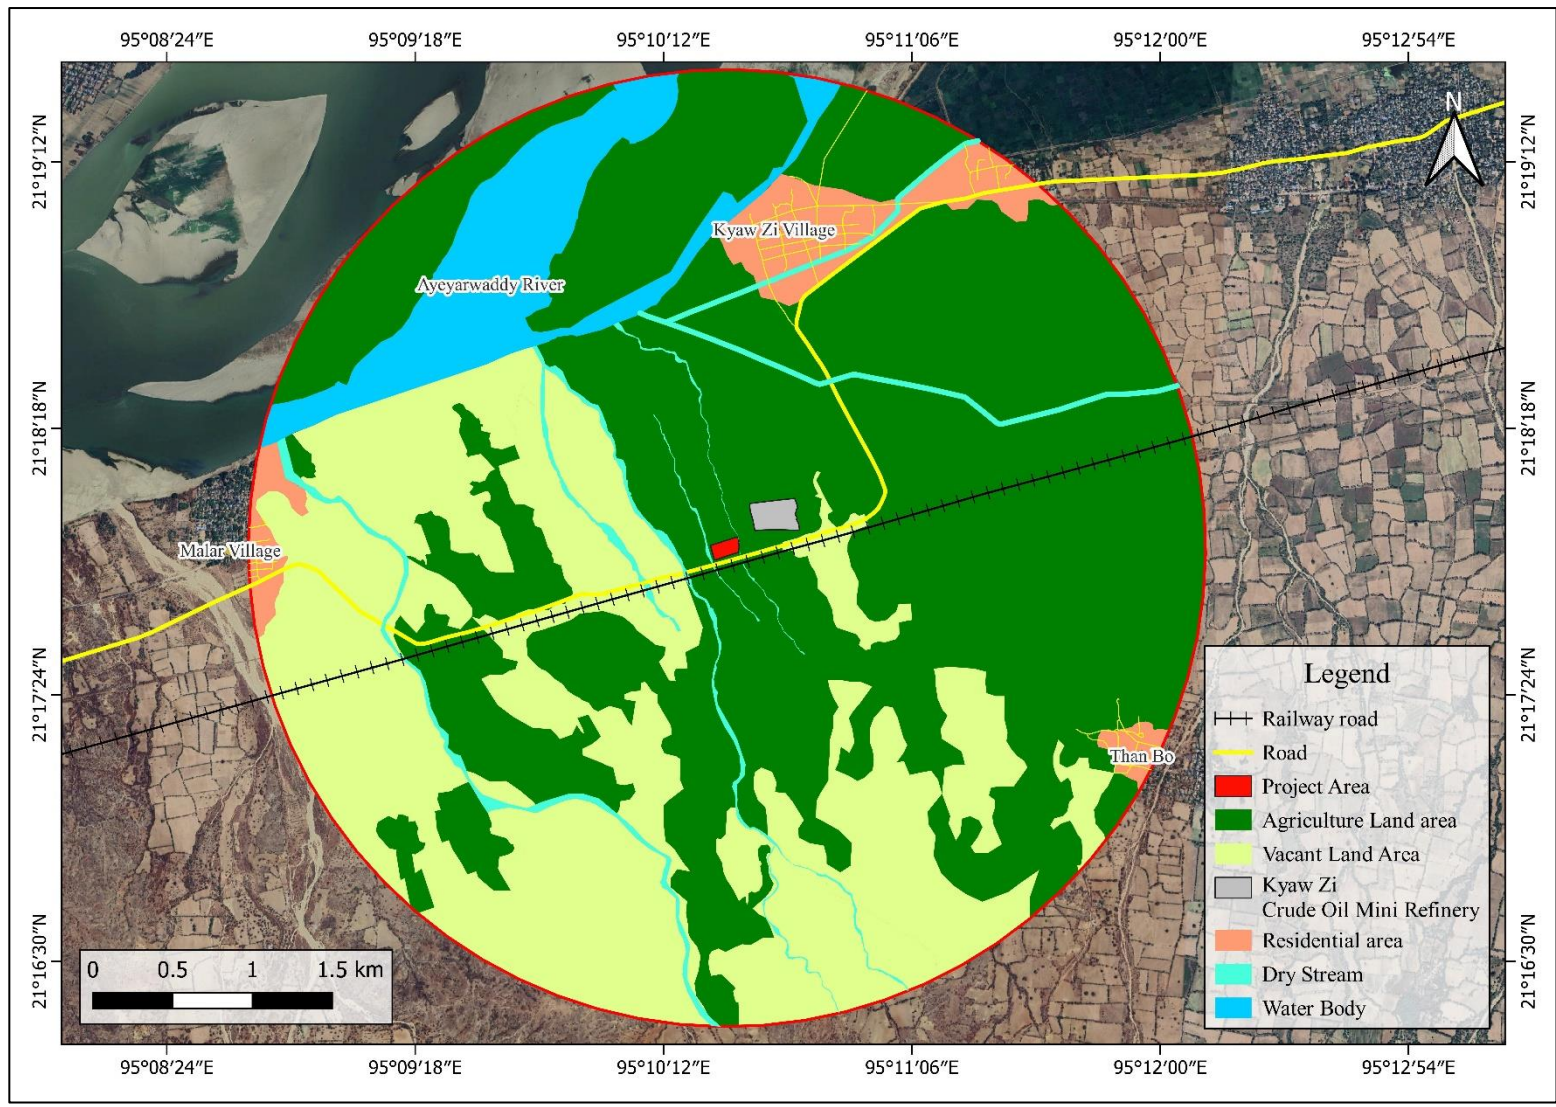 95°08′24″E 95°09′18″E 95°10′12″E 95°11′06″E 95°12′00″E 95°12′54″E
N
21°19′12″N 21°19′12″N
Kyaw Zi Village
Ayeyarwaddy River
21°18′18″N 21°18′18″N
Malar Village
21°17′24″N 21°17′24″N
Than Bo
Legend
Railway road
Road
Project Area
Agriculture Land area
Vacant Land Area
Kyaw Zi
Crude Oil Mini Refinery
Residential area
Dry Stream
Water Body
21°16′30″N 21°16′30″N
0 0.5 1 1.5 km
95°08′24″E 95°09′18″E 95°10′12″E 95°11′06″E 95°12′00″E 95°12′54″E